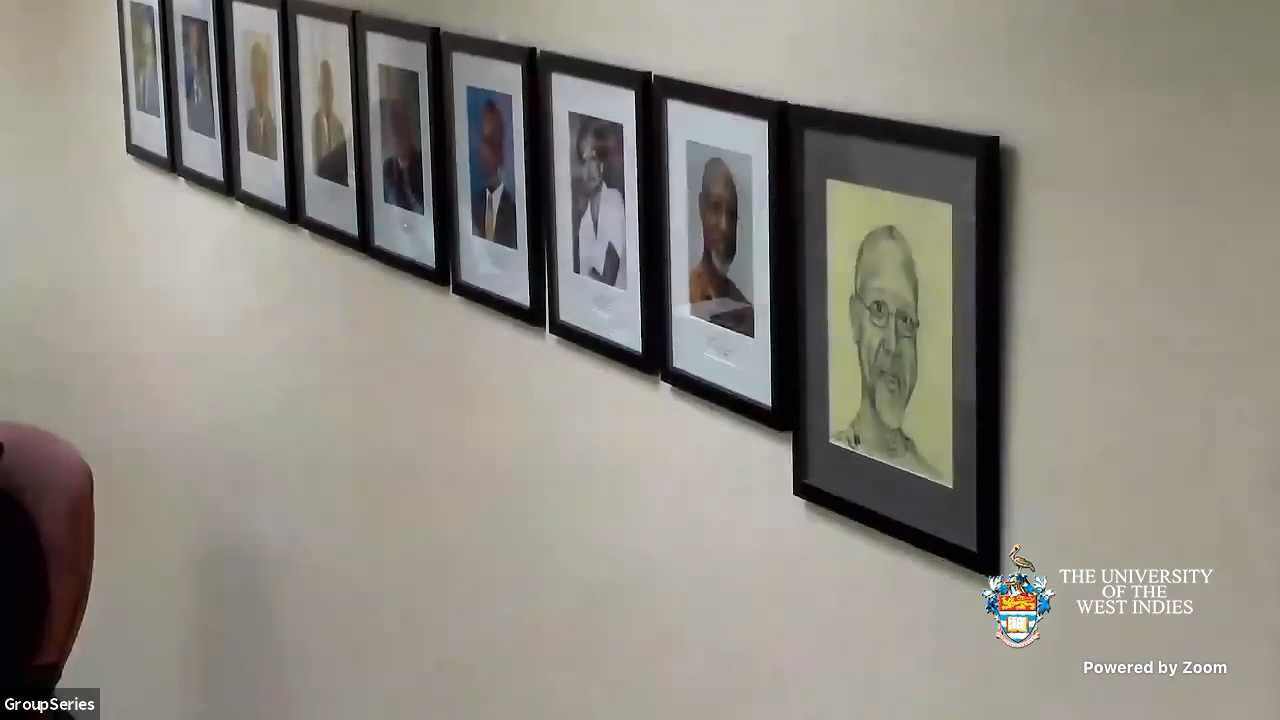 THE UNIVERSITY
OF THE
WEST INDIES
Powered by Zoom
GroupSeries